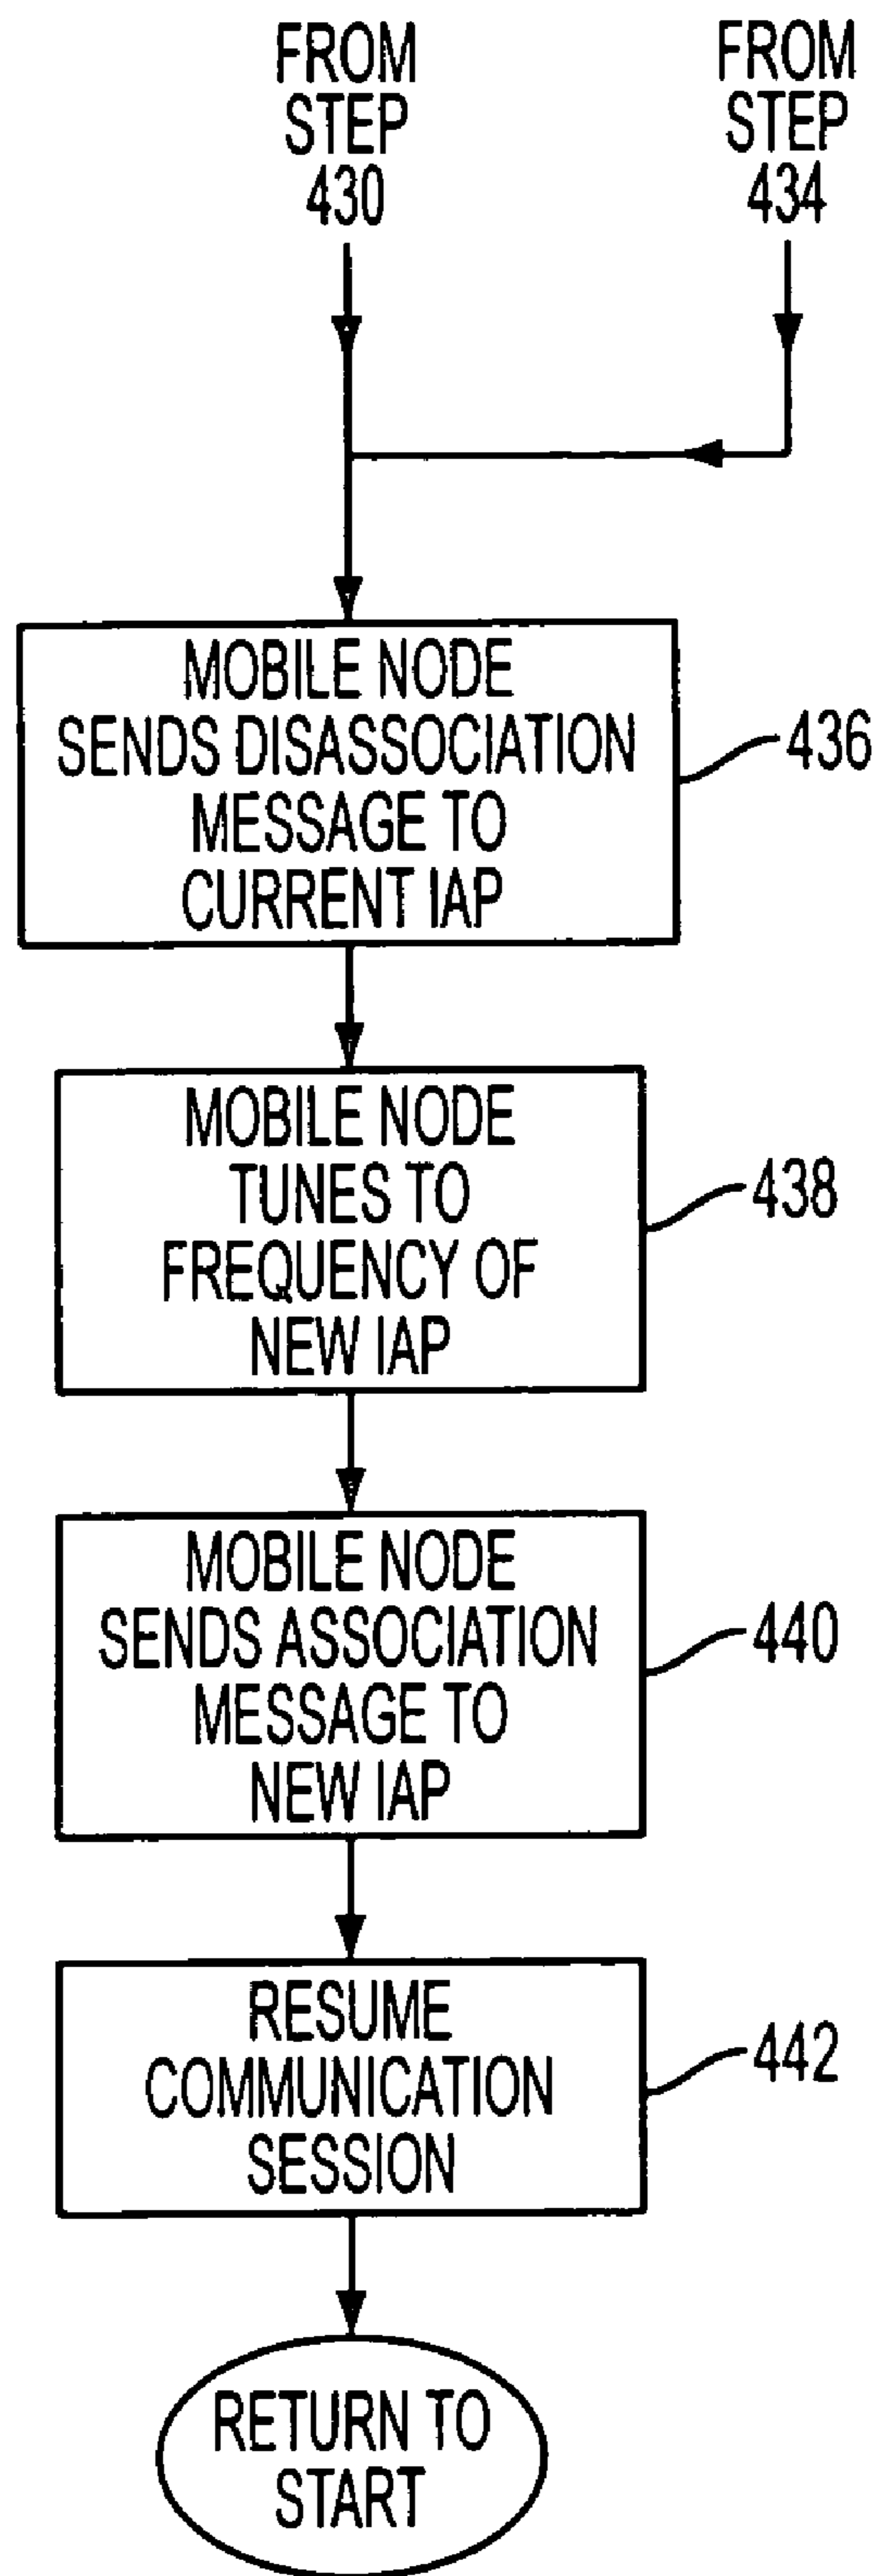 FROM
STEP
430
FROM
STEP
434
MOBILE NODE
SENDS DISASSOCIATION
MESSAGE TO
CURRENT IAP
436
MOBILE NODE
TUNES TO
FREQUENCY OF
NEW IAP
438
MOBILE NODE
SENDS ASSOCIATION
MESSAGE TO
NEW IAP
440
RESUME
COMMUNICATION
SESSION
442
RETURN TO
START